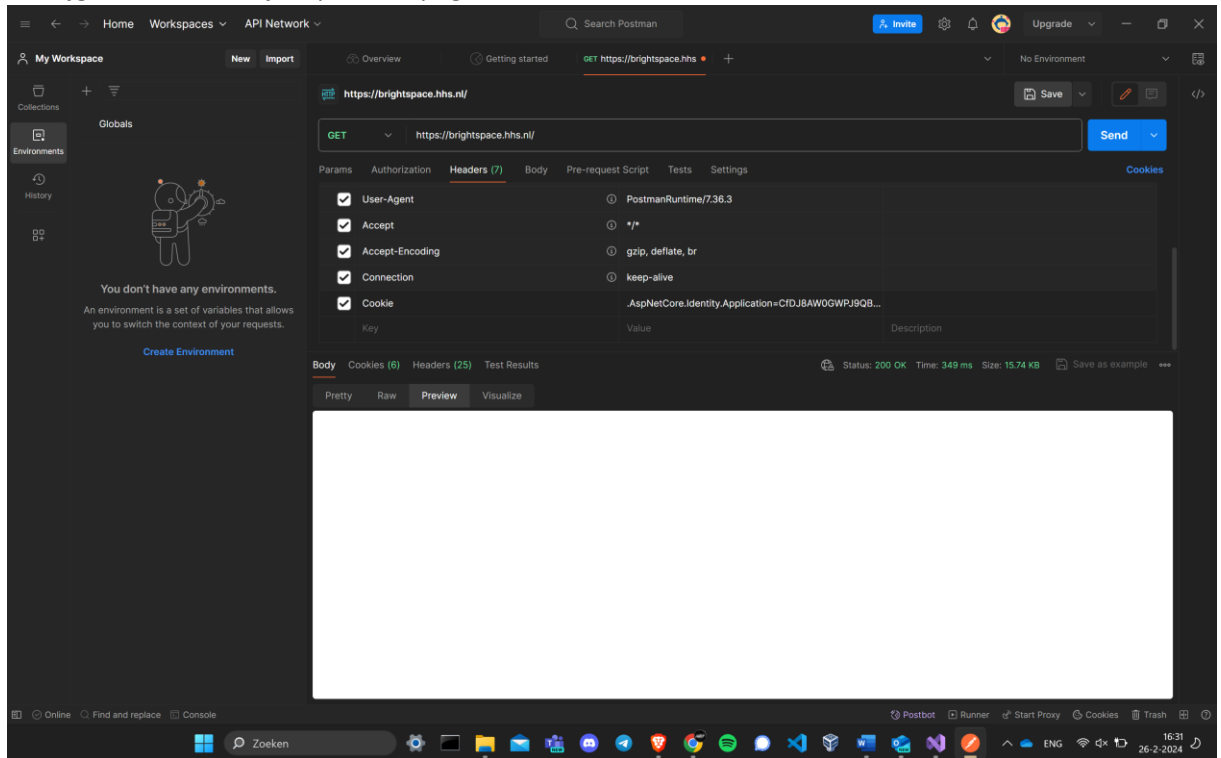 Home Workspaces API Network Search Postman Invite Upgrade
My Workspace New Import Overview Getting started GET https://brightspace.hhs No Environment
Collections
Environments
History
Globals
You don't have any environments.
An environment is a set of variables that allows
you to switch the context of your requests.
Create Environment
HTTP https://brightspace.hhs.nl/ Save
GET https://brightspace.hhs.nl/ Send
Params Authorization Headers (7) Body Pre-request Script Tests Settings Cookies
User-Agent PostmanRuntime/7.36.3
Accept */*
Accept-Encoding gzip, deflate, br
Connection keep-alive
Cookie .AspNetCore.Identity.Application=CfDJ8AW0GWPJ9QB...
Key Value Description
Body Cookies (6) Headers (25) Test Results Status: 200 OK Time: 349 ms Size: 15.74 KB Save as example
Pretty Raw Preview Visualize
Online Find and replace Console Postbot Runner Start Proxy Cookies Trash
Zoeken ENG 16:31
26-2-2024